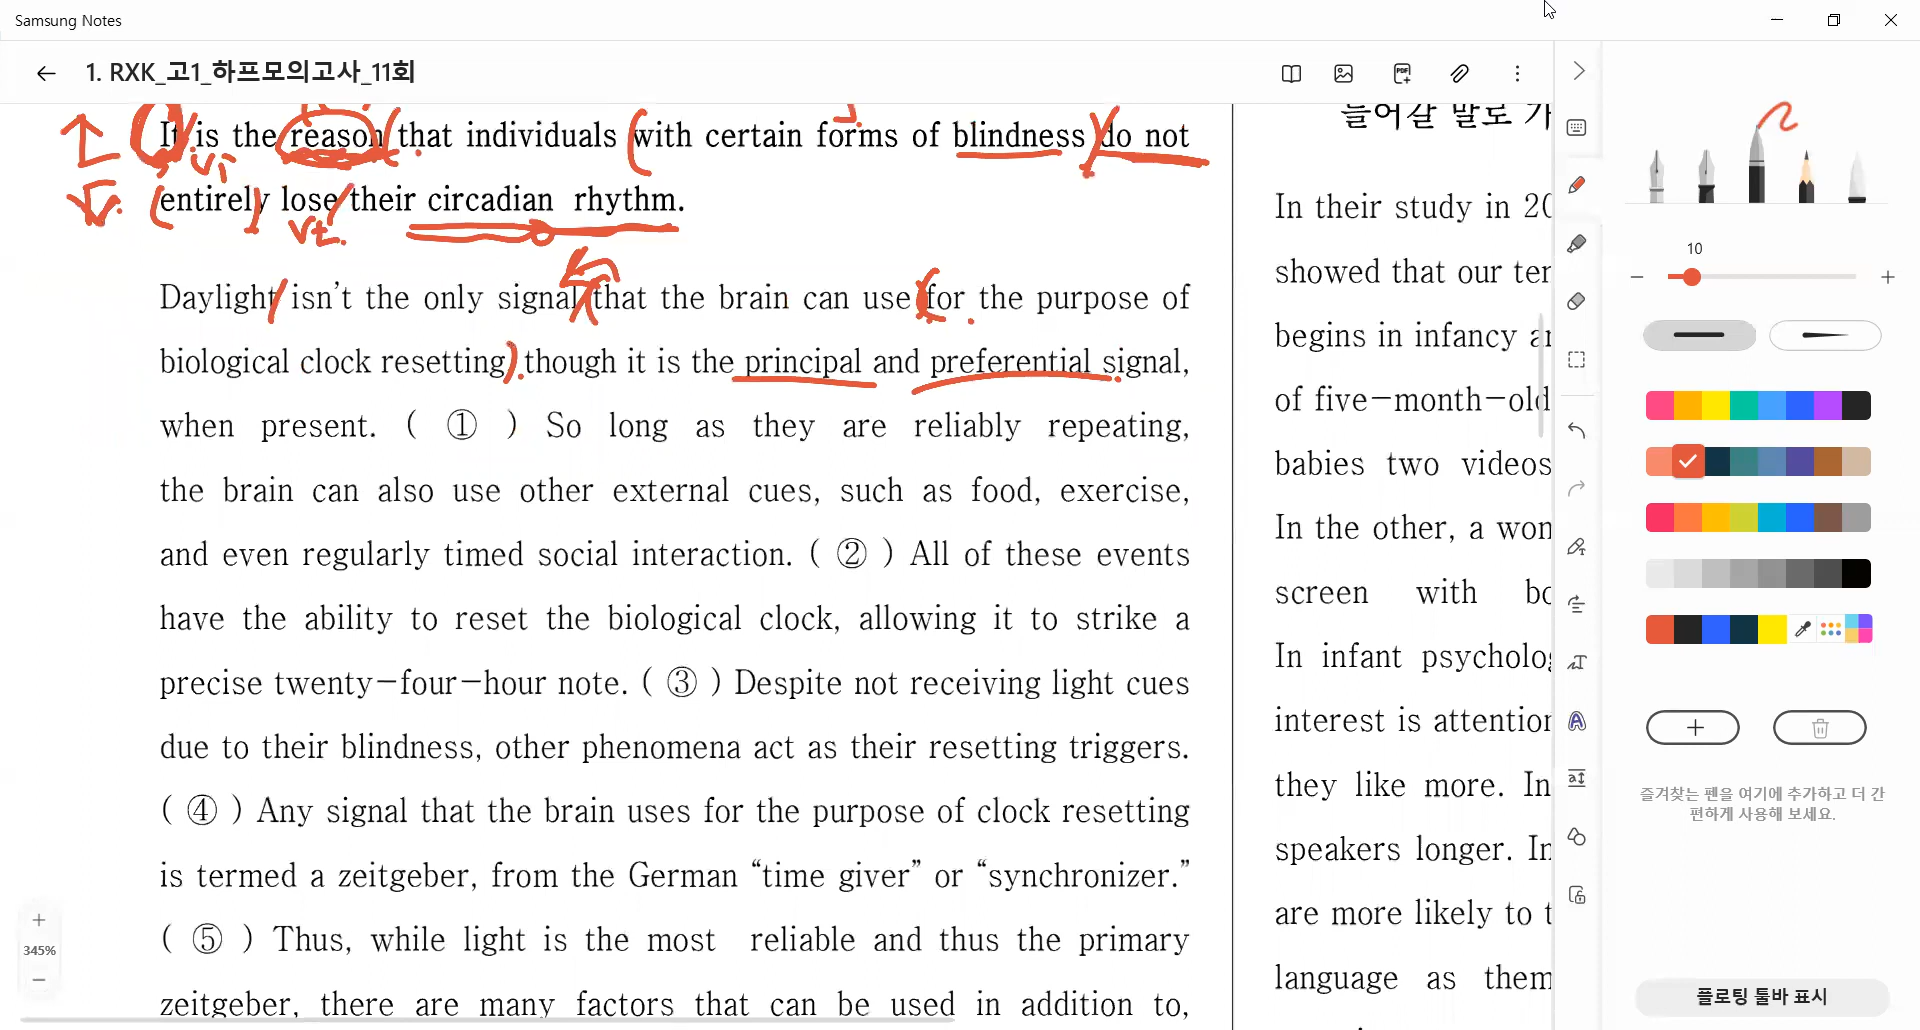 Samsung Notes
1. RXK_고1_하프모의고사_11회
It is the reason that individuals with certain forms of blindness do not
entirely lose their circadian rhythm.
vi
vt.
Daylight isn't the only signal that the brain can use for the purpose of
biological clock resetting, though it is the principal and preferential signal,
when present. ( ① ) So long as they are reliably repeating,
the brain can also use other external cues, such as food, exercise,
and even regularly timed social interaction. ( ② ) All of these events
have the ability to reset the biological clock, allowing it to strike a
precise twenty-four-hour note. ( ③ ) Despite not receiving light cues
due to their blindness, other phenomena act as their resetting triggers.
( ④ ) Any signal that the brain uses for the purpose of clock resetting
is termed a zeitgeber, from the German “time giver” or “synchronizer.”
( ⑤ ) Thus, while light is the most reliable and thus the primary
zeitgeber, there are many factors that can be used in addition to,
들어갈 말로 가
In their study in 20
showed that our ten
begins in infancy an
of five-month-old
babies two videos
In the other, a wom
screen with bo
In infant psycholog
interest is attention
they like more. In
speakers longer. In
are more likely to t
language as them
345%
10
즐겨찾는 펜을 여기에 추가하고 더 간
편하게 사용해 보세요.
플로팅 툴바 표시